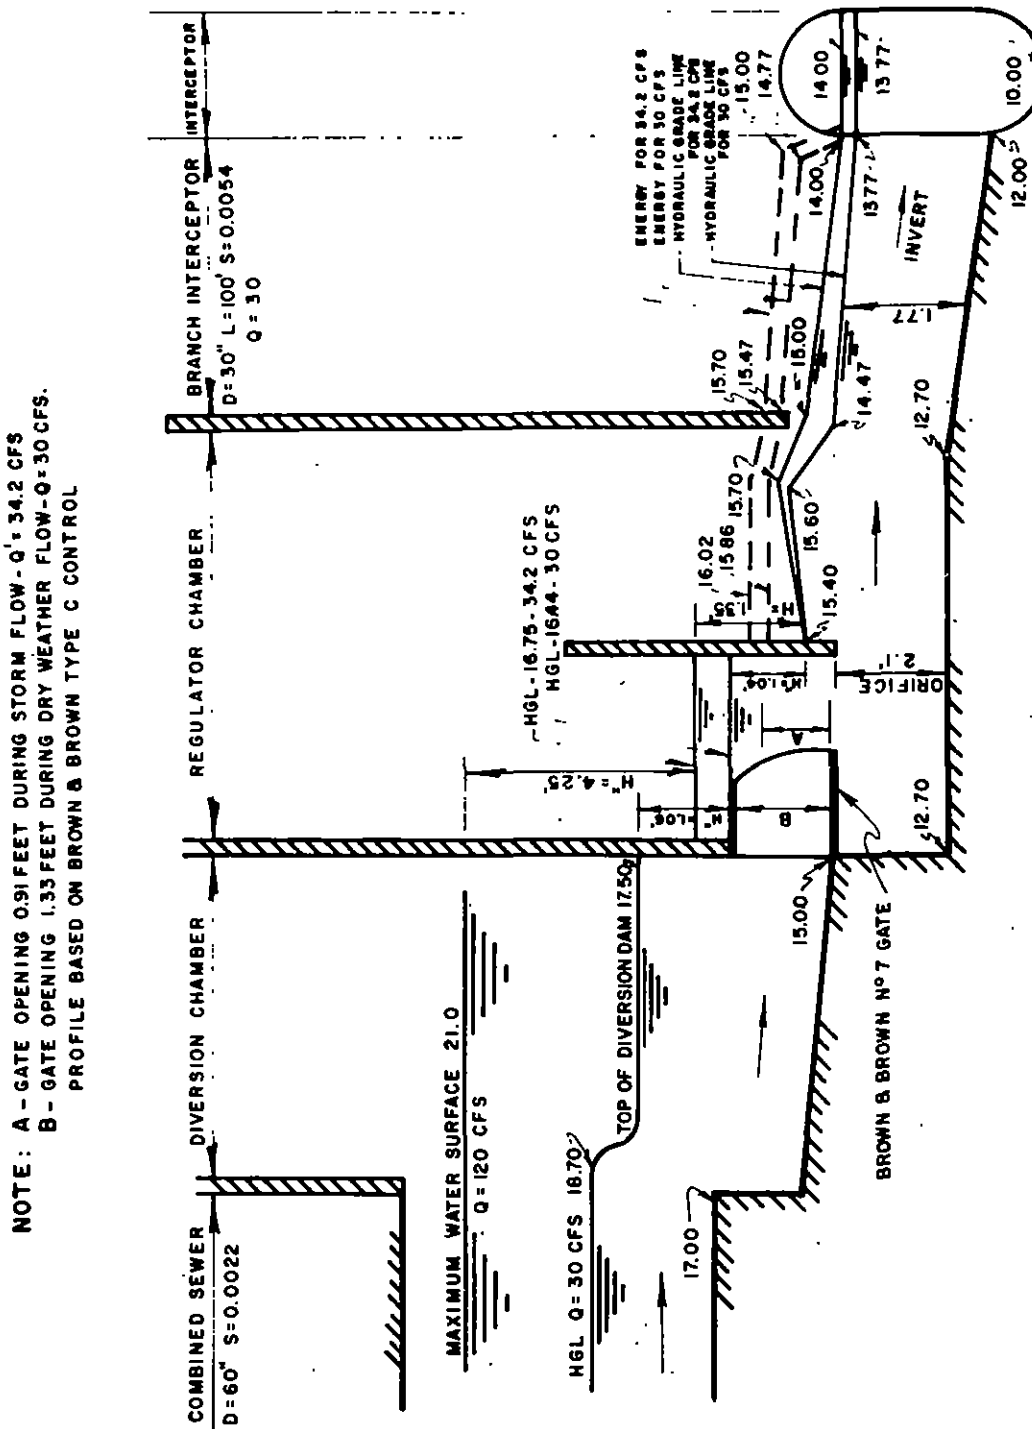 NOTE: A - GATE OPENING 0.91 FEET DURING STORM FLOW - Q' = 34.2 CFS
B - GATE OPENING 1.33 FEET DURING DRY WEATHER FLOW - Q = 30 CFS.
PROFILE BASED ON BROWN & BROWN TYPE C CONTROL
COMBINED SEWER
D=60" S=0.0022
DIVERSION CHAMBER
REGULATOR CHAMBER
BRANCH INTERCEPTOR
D=30" L=100' S=0.0054
Q = 30
INTERCEPTOR
MAXIMUM WATER SURFACE 21.0
Q = 120 CFS
HGL Q = 30 CFS 18.70
TOP OF DIVERSION DAM 17.50
17.00
15.00
BROWN & BROWN Nº 7 GATE
12.70
H" = 4.25'
H" = 1.06'
B
A
HGL-16.75-34.2 CFS
HGL-16.44-30 CFS
H"=1.04'
H'=
1.35'
ORIFICE
2.1'
16.02
15.86
15.70
15.40
15.60
15.70
15.47
15.00
14.47
12.70
1.77
INVERT
ENERGY FOR 34.2 CFS
ENERGY FOR 30 CFS
HYDRAULIC GRADE LINE
FOR 34.2 CFS
HYDRAULIC GRADE LINE
FOR 30 CFS
15.00
14.77
14.00
13.77
14.00
13.77
12.00
10.00